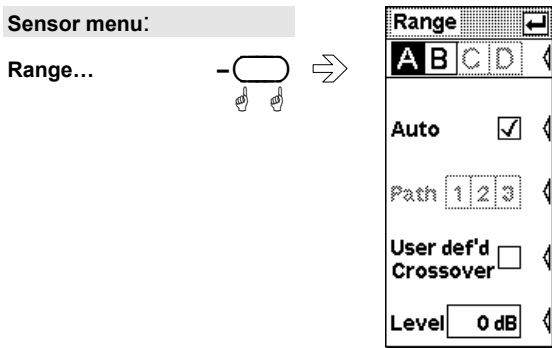 Sensor menu:
Range…
–
Range
A B C D
Auto
Path 1 2 3
User def'd
Crossover
Level 0 dB